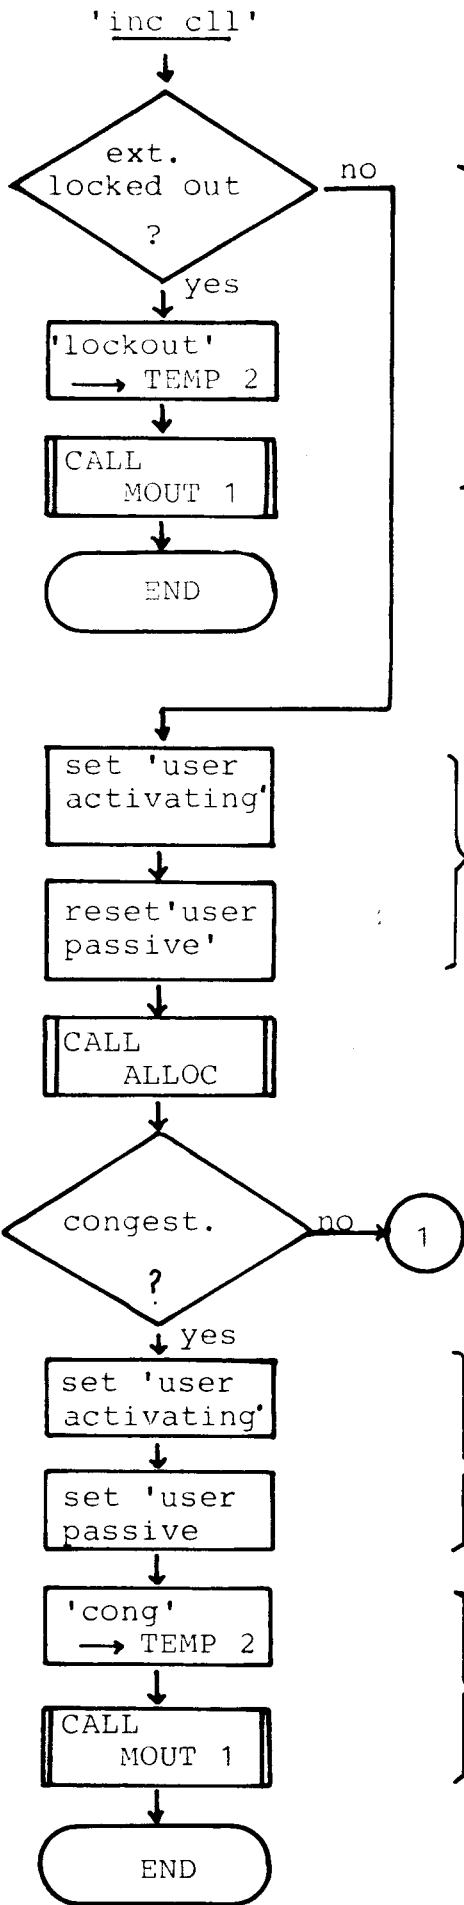 'inc cll'
ext.
locked out
?
no
yes
'lockout'
→ TEMP 2
CALL
MOUT 1
END
set 'user
activating'
reset'user
passive'
CALL
ALLOC
congest.
?
no
1
yes
set 'user
activating'
set 'user
passive
'cong'
→ TEMP 2
CALL
MOUT 1
END